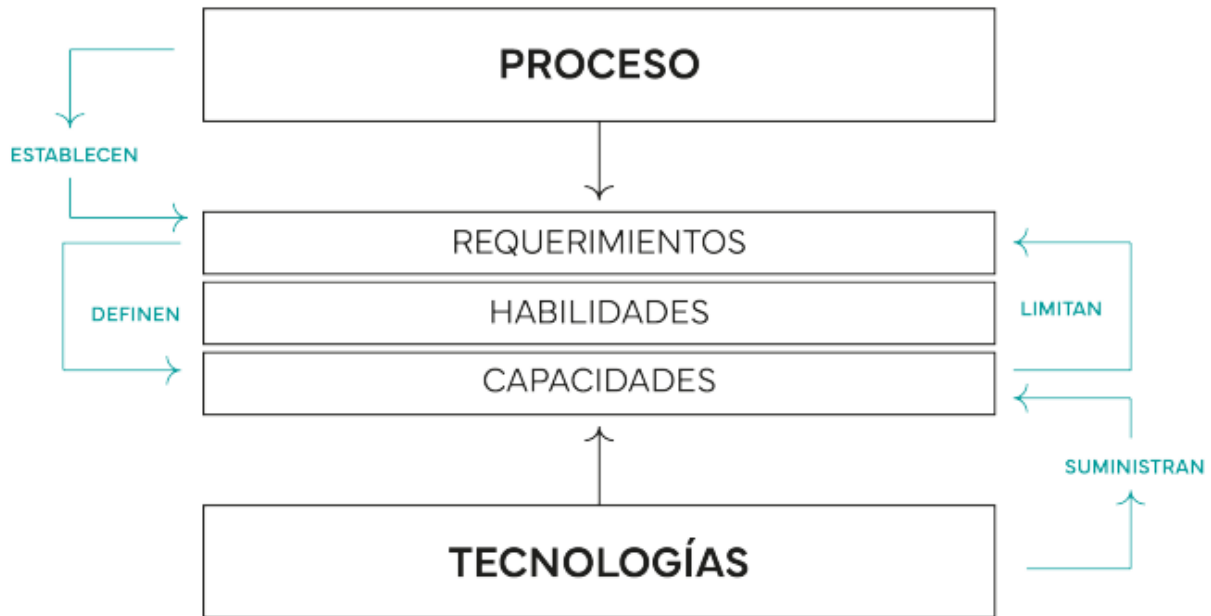 PROCESO
ESTABLECEN
REQUERIMIENTOS
DEFINEN
HABILIDADES
LIMITAN
CAPACIDADES
SUMINISTRAN
TECNOLOGÍAS